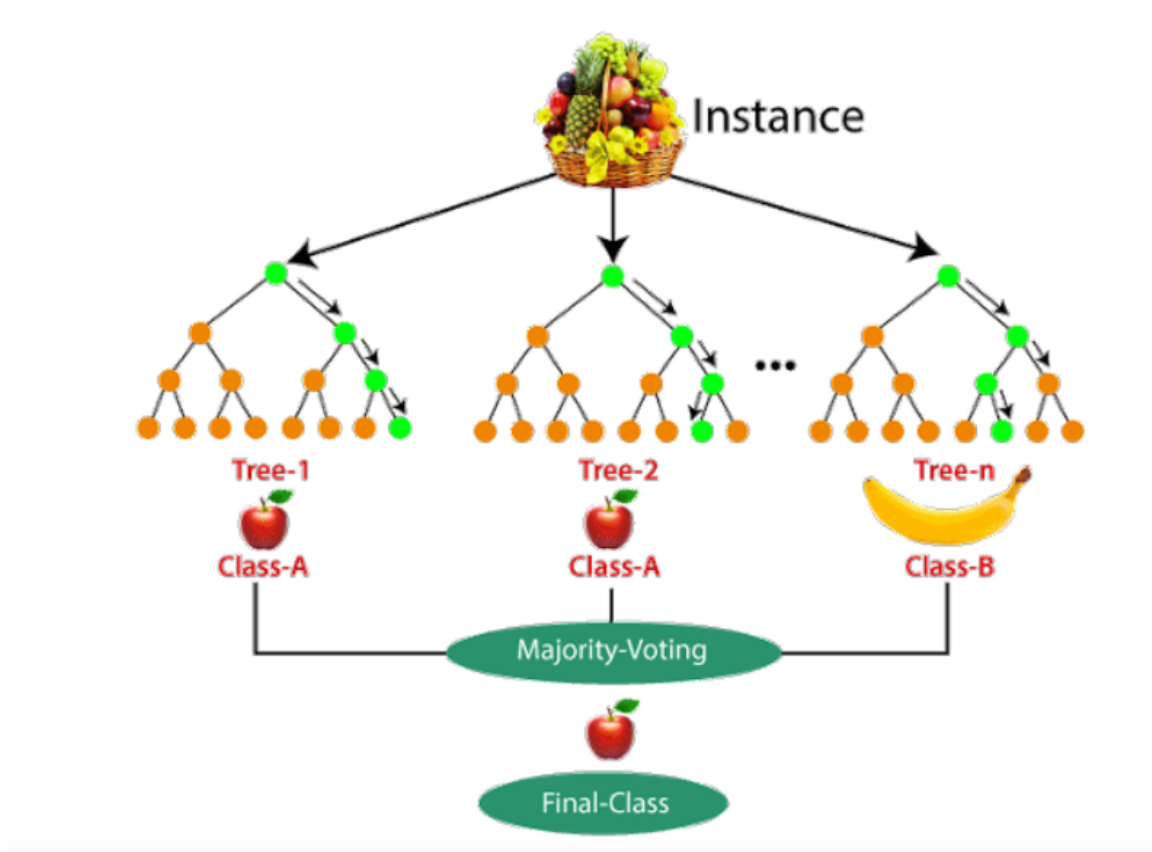 Instance
...
Tree-1
Tree-2
Tree-n
Class-A
Class-A
Class-B
Majority-Voting
Final-Class